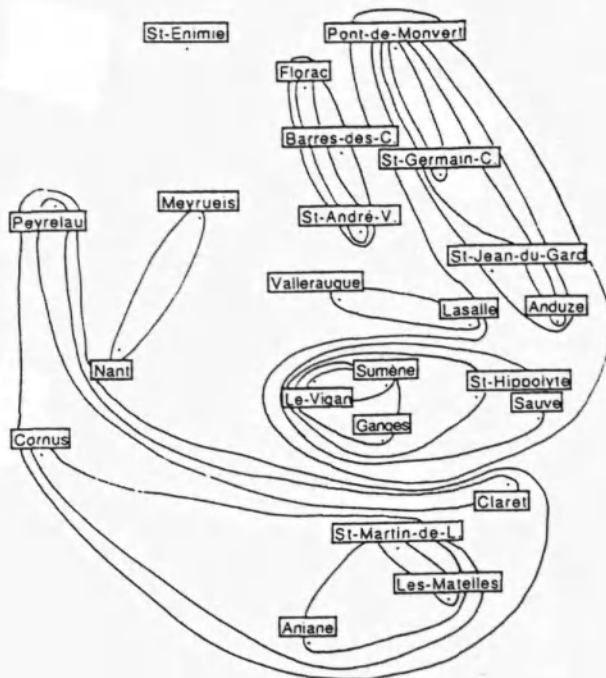 St-Enimie
Pont-de-Monvert
Florac
Barres-des-C.
St-Germain-C.
Meyrueis
Peyrelau
St-André-V.
St-Jean-du-Gard
Valleraugue
Lasalle
Anduze
Nant
Sumène
St-Hippolyte
Le-Vigan
Sauve
Ganges
Cornus
Claret
St-Martin-de-L.
Les-Matelles
Aniane